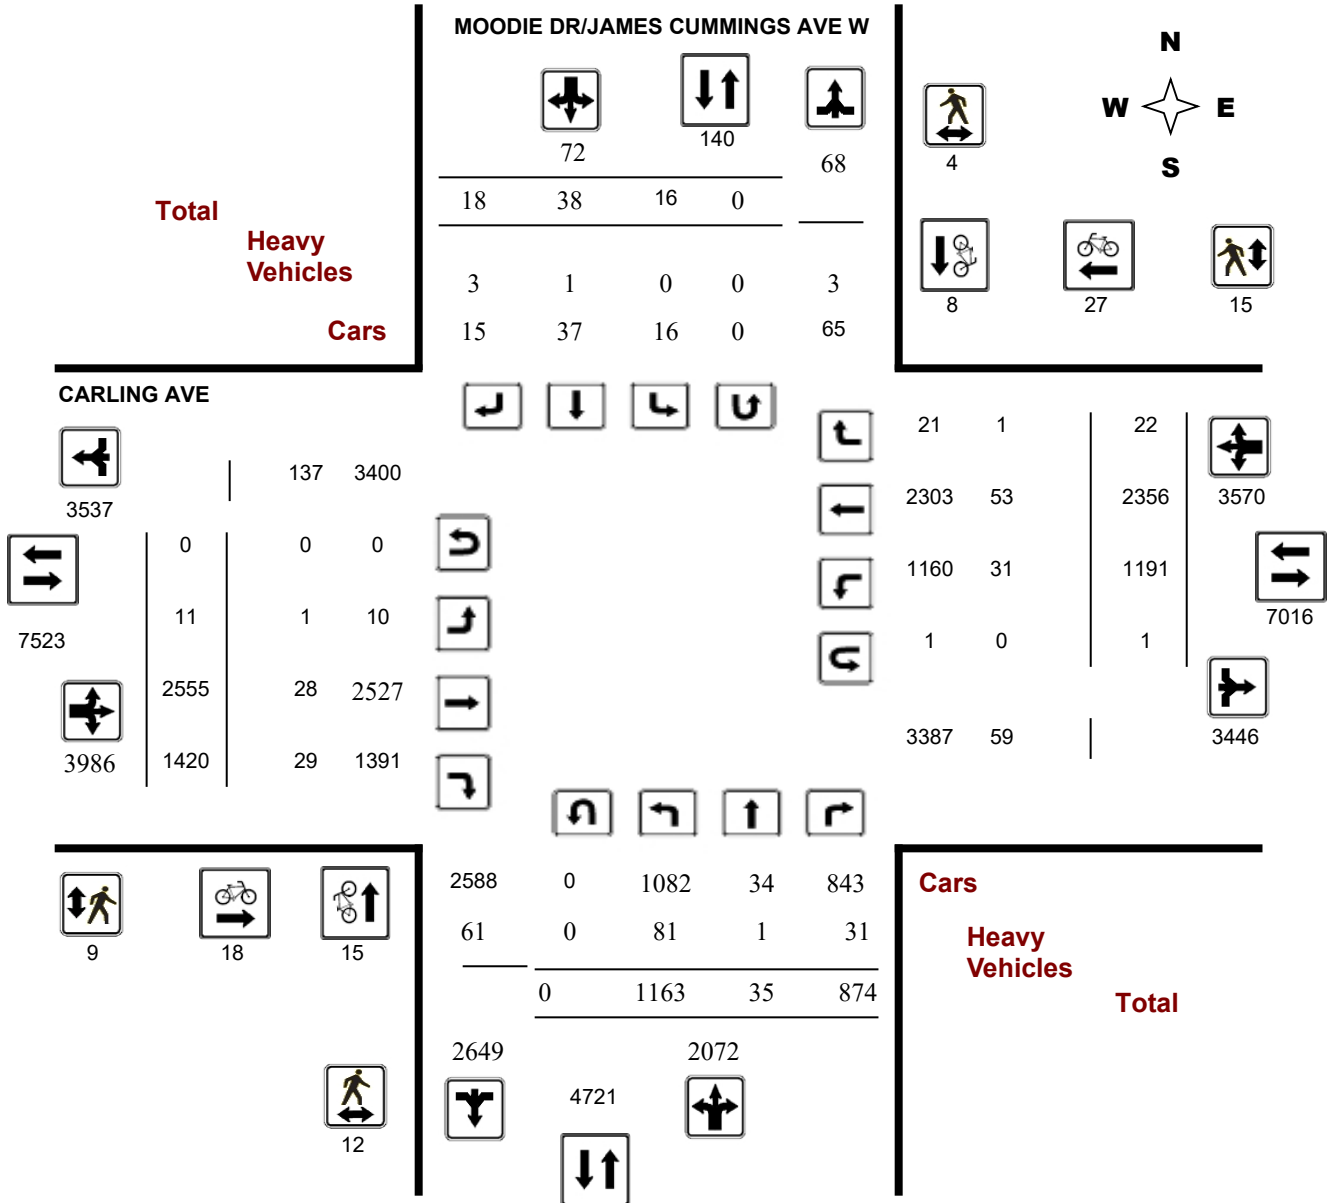 MOODIE DR/JAMES CUMMINGS AVE W
N
W E
S
72
140
68
4
18 38 16 0
Total
Heavy
Vehicles
3 1 0 0 3
Cars
15 37 16 0 65
8 27 15
CARLING AVE
137 3400
3537
0 0 0
7523
11 1 10
2555 28 2527
3986
1420 29 1391
21 1 22
2303 53 2356 3570
1160 31 1191
7016
1 0 1
3387 59 3446
2588 0 1082 34 843
61 0 81 1 31
0 1163 35 874
2649 2072
4721
9 18 15
12
Cars
Heavy
Vehicles
Total